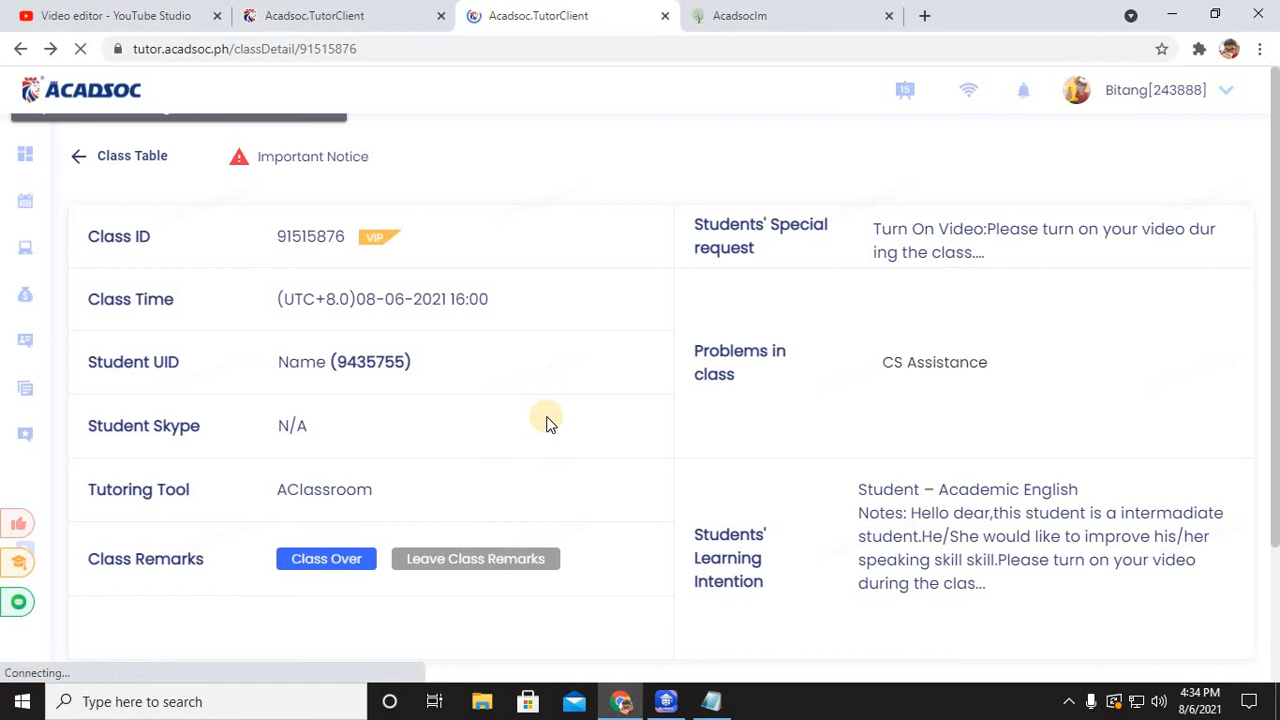 Video editor - YouTube Studio
Acadsoc.TutorClient
Acadsoc.TutorClient
AcadsocIm
tutor.acadsoc.ph/classDetail/91515876
ACADSOC
15
Bitang[243888]
Class Table
Important Notice
Class ID
91515876
VIP
Class Time
(UTC+8.0)08-06-2021 16:00
Student UID
Name (9435755)
Student Skype
N/A
Tutoring Tool
AClassroom
Class Remarks
Class Over
Leave Class Remarks
Students' Special
request
Turn On Video:Please turn on your video dur
ing the class....
Problems in
class
CS Assistance
Students'
Learning
Intention
Student – Academic English
Notes: Hello dear,this student is a intermadiate
student.He/She would like to improve his/her
speaking skill skill.Please turn on your video
during the clas...
Connecting...
Type here to search
4:34 PM
8/6/2021